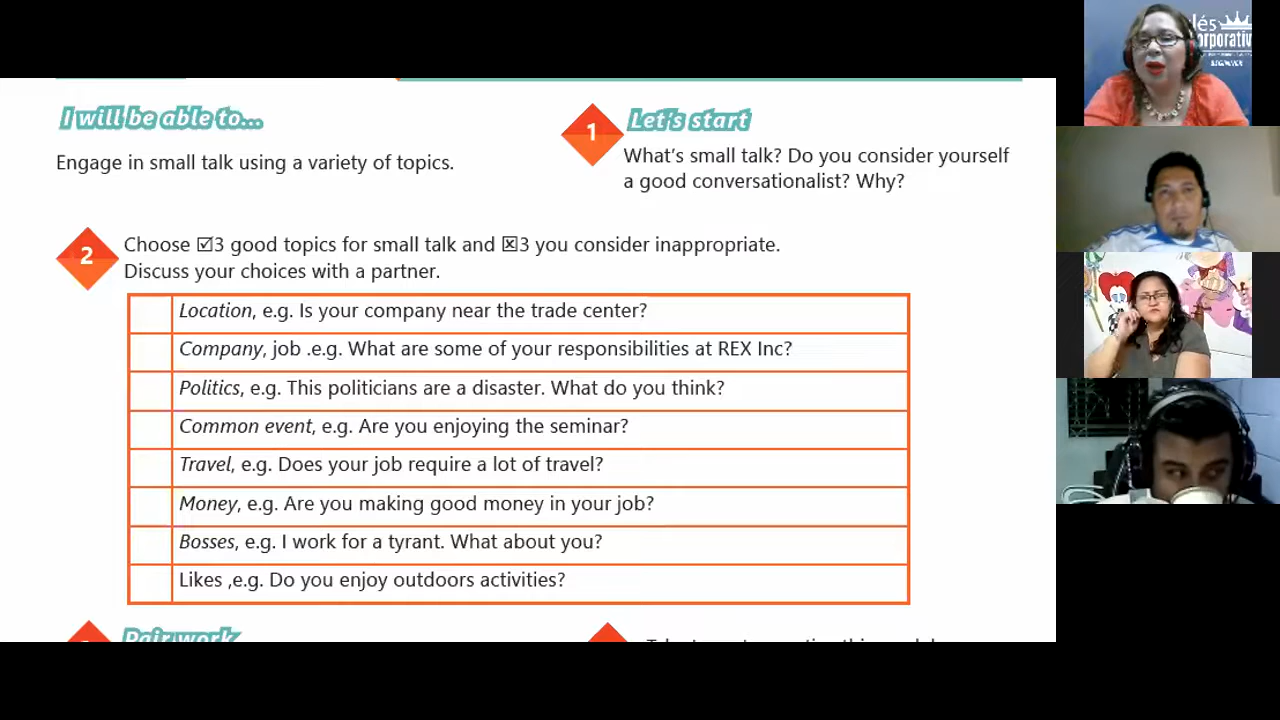 I will be able to...
Engage in small talk using a variety of topics.
1
Let's start
What's small talk? Do you consider yourself
a good conversationalist? Why?
2
Choose ☑3 good topics for small talk and ☒3 you consider inappropriate.
Discuss your choices with a partner.
Location, e.g. Is your company near the trade center?
Company, job .e.g. What are some of your responsibilities at REX Inc?
Politics, e.g. This politicians are a disaster. What do you think?
Common event, e.g. Are you enjoying the seminar?
Travel, e.g. Does your job require a lot of travel?
Money, e.g. Are you making good money in your job?
Bosses, e.g. I work for a tyrant. What about you?
Likes ,e.g. Do you enjoy outdoors activities?
Pair work